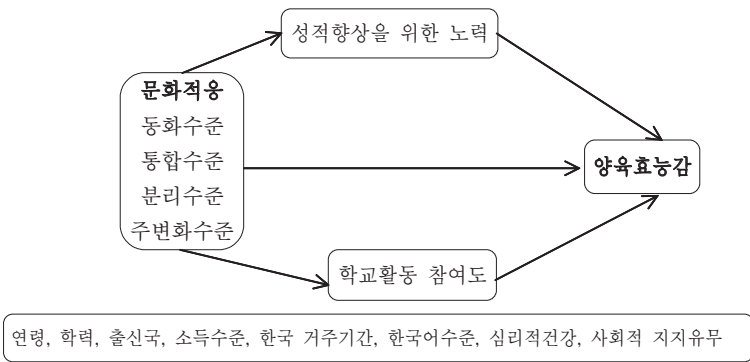 성적향상을 위한 노력
문화적응
동화수준
통합수준
분리수준
주변화수준
양육효능감
학교활동 참여도
연령, 학력, 출신국, 소득수준, 한국 거주기간, 한국어수준, 심리적건강, 사회적 지지유무